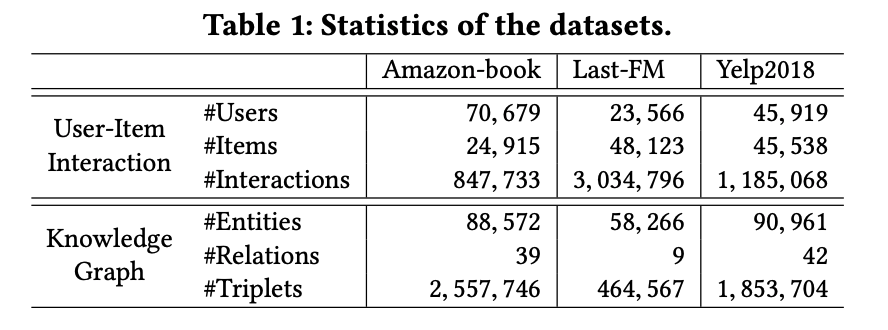 Table 1: Statistics of the datasets.
Amazon-book Last-FM Yelp2018
User-Item Interaction
#Users 70, 679 23, 566 45, 919
#Items 24, 915 48, 123 45, 538
#Interactions 847, 733 3, 034, 796 1, 185, 068
Knowledge Graph
#Entities 88, 572 58, 266 90, 961
#Relations 39 9 42
#Triplets 2, 557, 746 464, 567 1, 853, 704